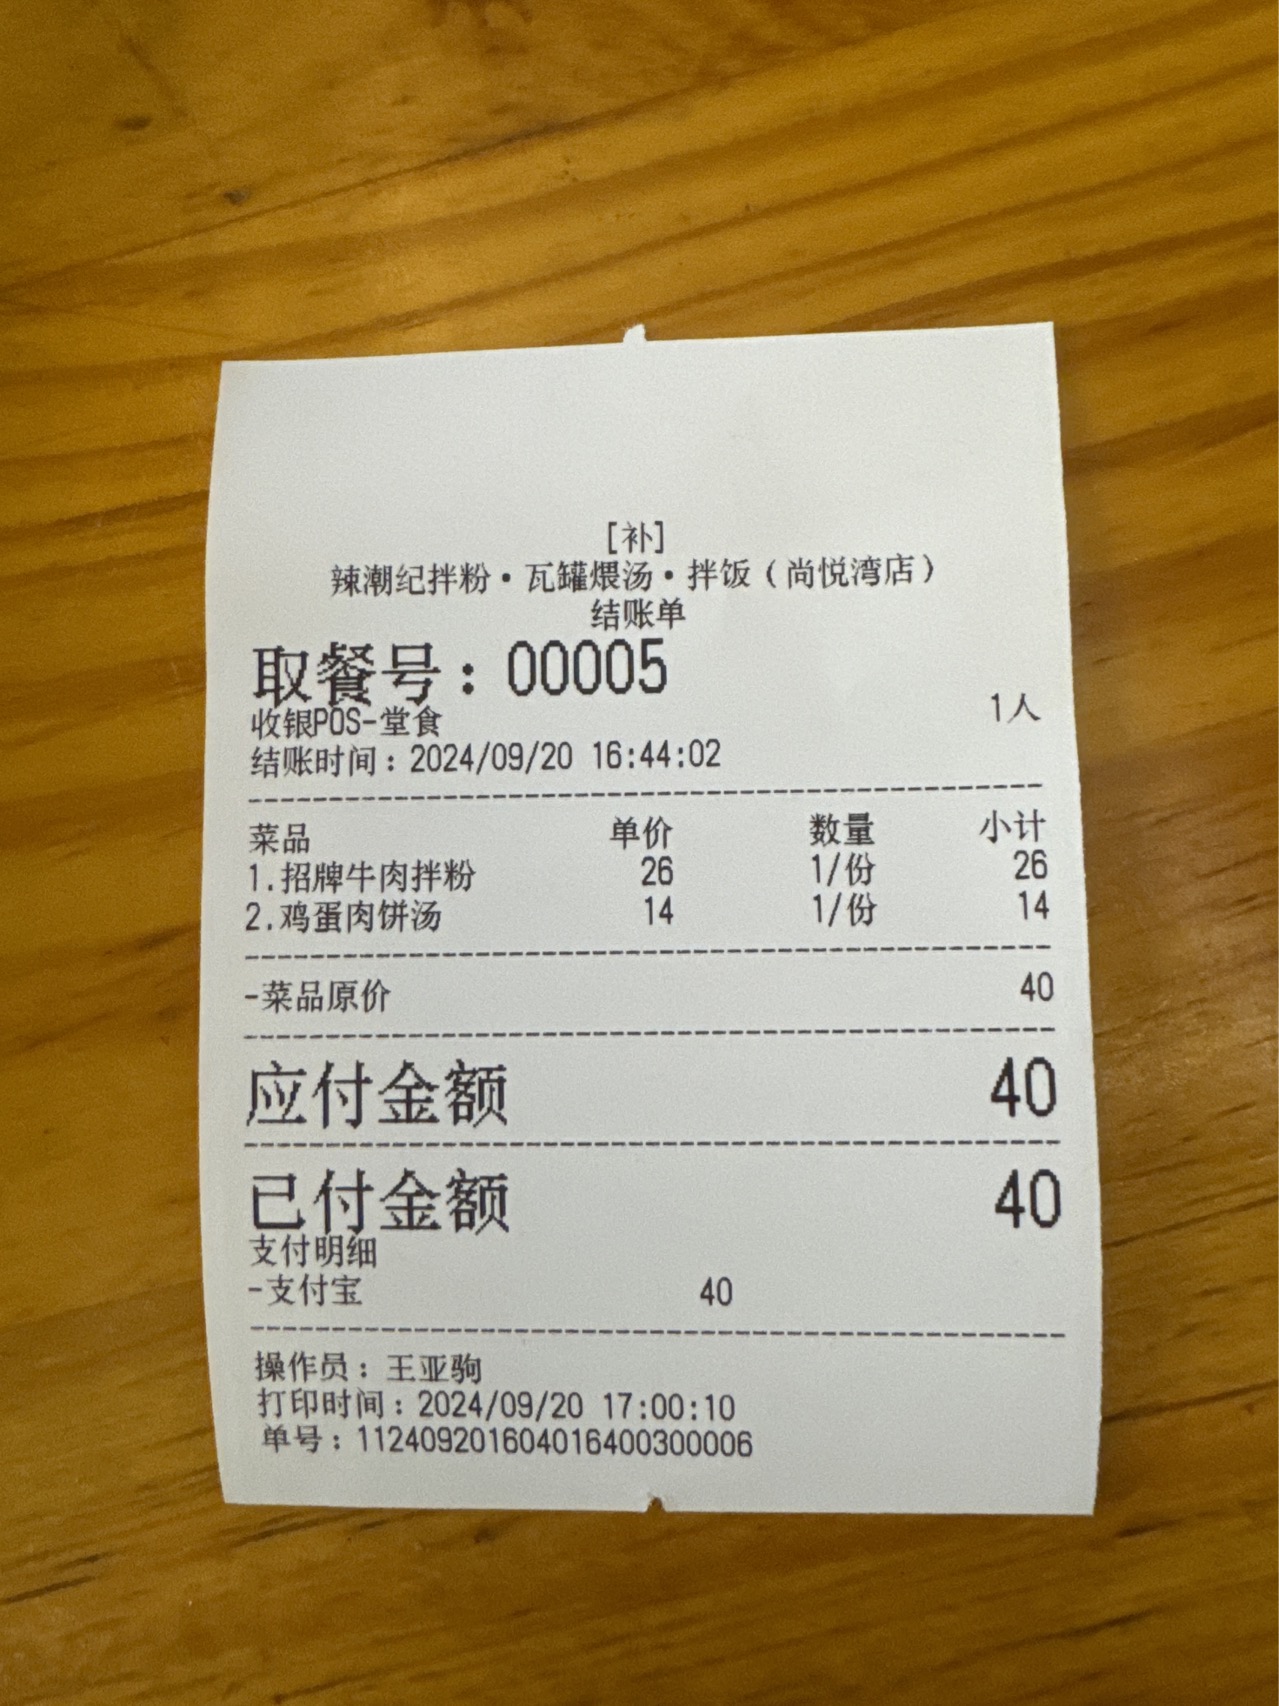 [补]
辣潮纪拌粉·瓦罐煨汤·拌饭(尚悦湾店)
结账单
取餐号:00005
收银POS-堂食 1人
结账时间:2024/09/20 16:44:02
菜品 单价 数量 小计
1.招牌牛肉拌粉 26 1/份 26
2.鸡蛋肉饼汤 14 1/份 14
-菜品原价 40
应付金额 40
已付金额 40
支付明细
-支付宝 40
操作员:王亚驹
打印时间:2024/09/20 17:00:10
单号:112409201604016400300006